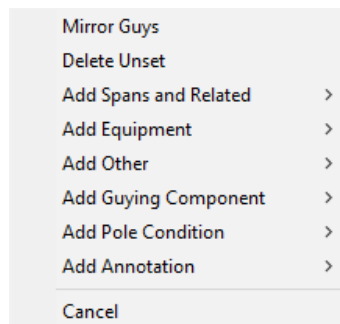 Mirror Guys
Delete Unset
Add Spans and Related
Add Equipment
Add Other
Add Guying Component
Add Pole Condition
Add Annotation
Cancel